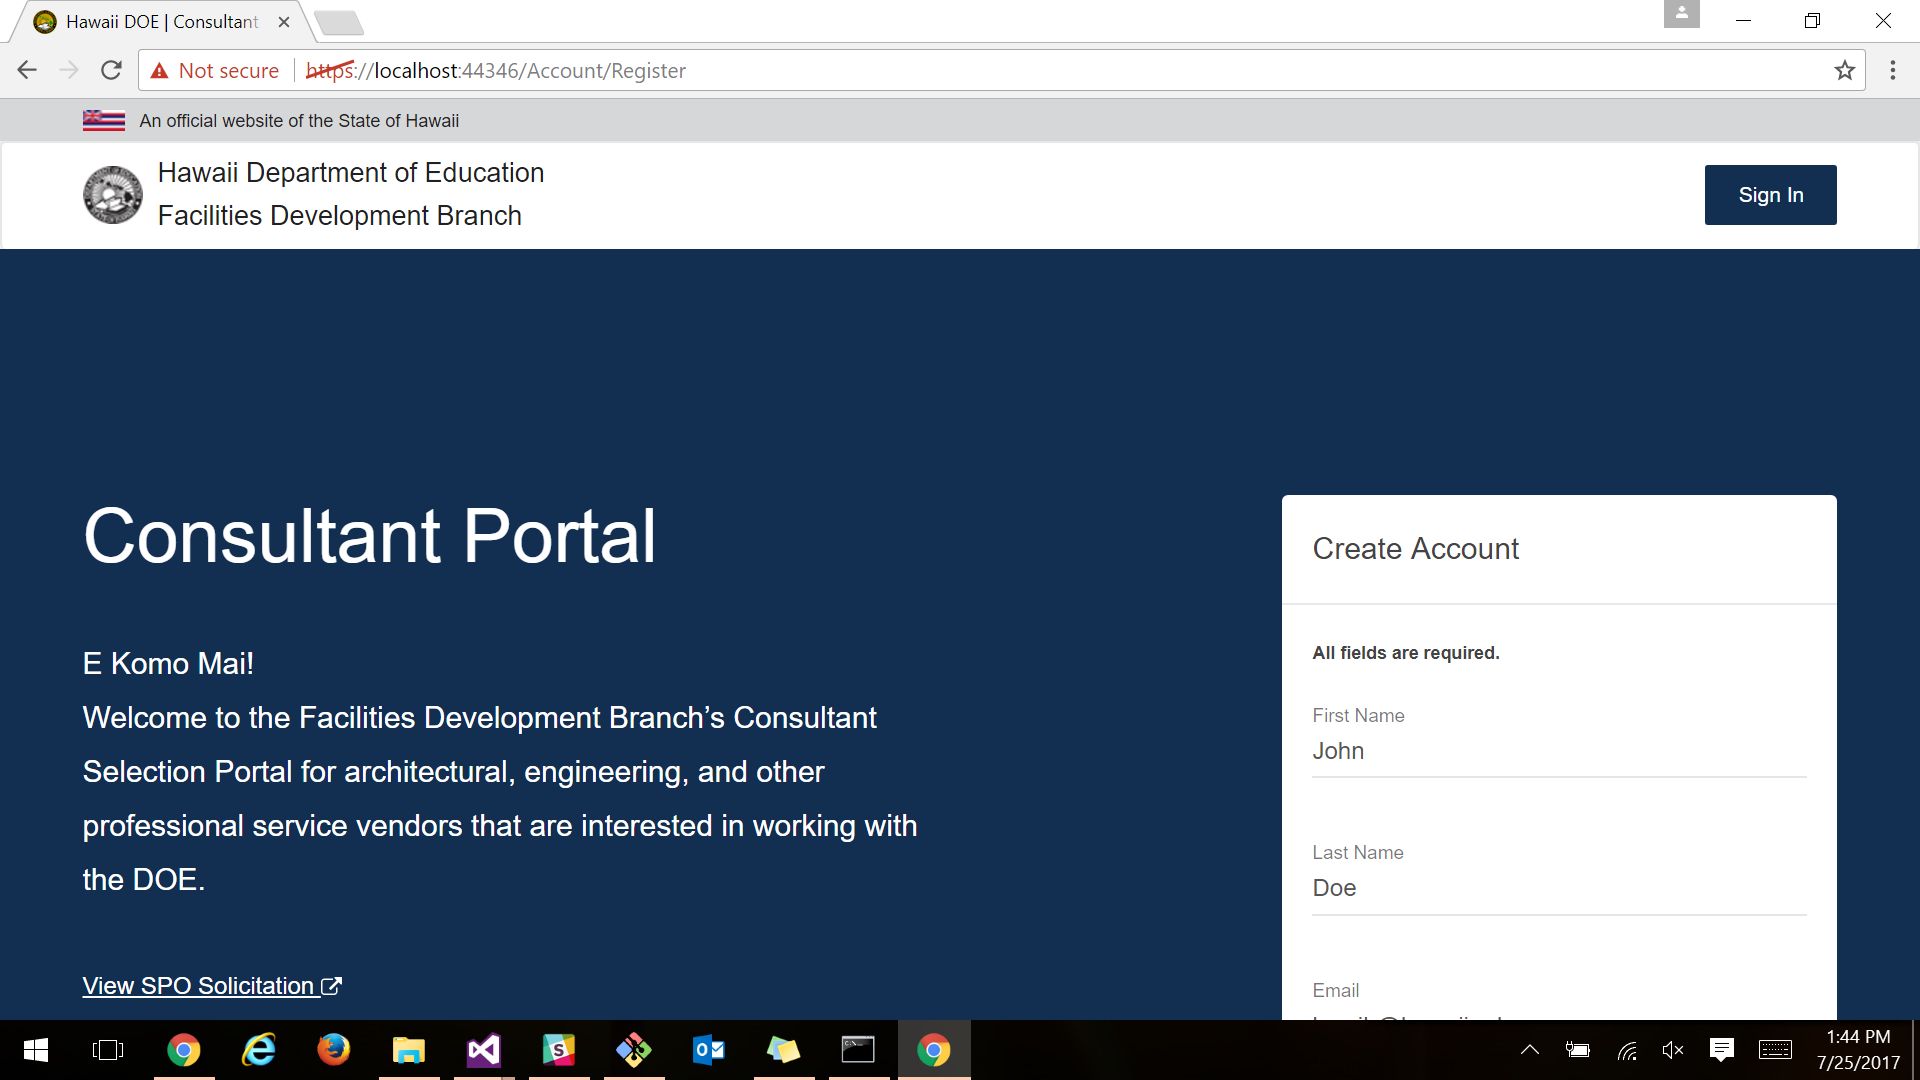 Hawaii DOE | Consultant
Not secure
https://localhost:44346/Account/Register
An official website of the State of Hawaii
Hawaii Department of Education
Facilities Development Branch
Sign In
Consultant Portal
E Komo Mai!
Welcome to the Facilities Development Branch’s Consultant
Selection Portal for architectural, engineering, and other
professional service vendors that are interested in working with
the DOE.
View SPO Solicitation
Create Account
All fields are required.
First Name
John
Last Name
Doe
Email
1:44 PM
7/25/2017